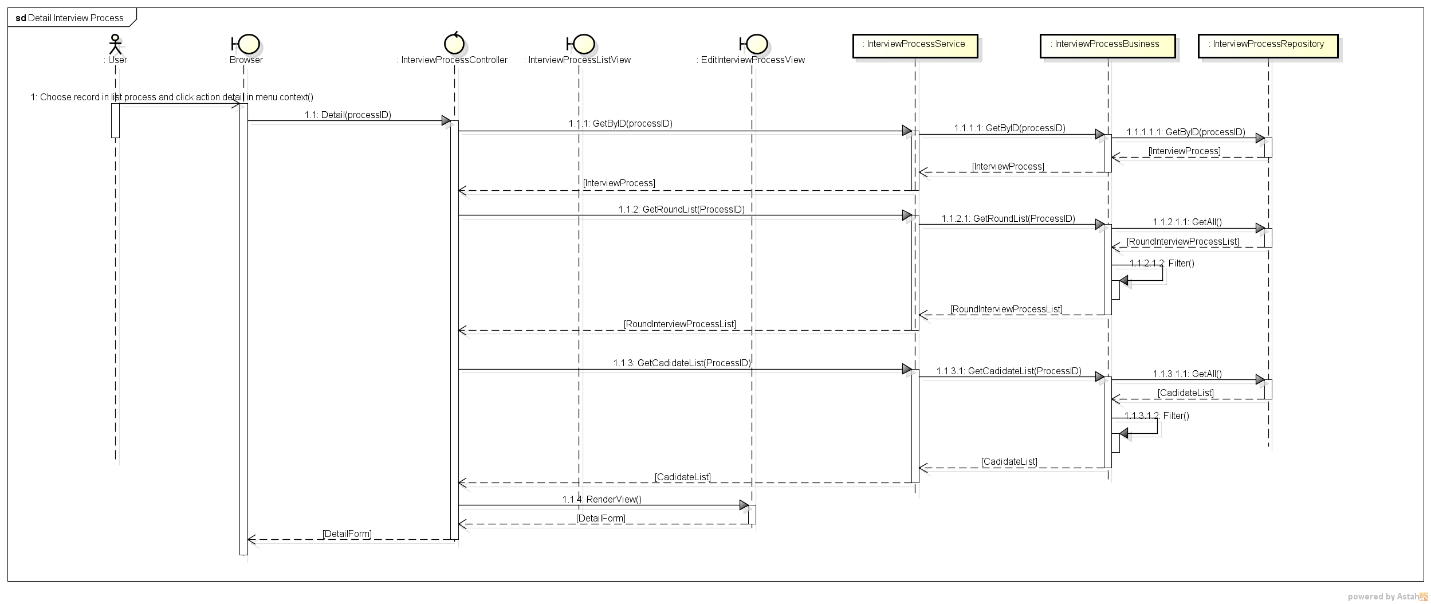 sd Detail Interview Process
: User
Browser
: InterviewProcessController
InterviewProcessListView
: EditInterviewProcessView
: InterviewProcessService
: InterviewProcessBusiness
: InterviewProcessRepository
1: Choose record in list process and click action detail in menu context()
1.1: Detail(processID)
1.1.1: GetByID(processID)
1.1.1.1: GetByID(processID)
1.1.1.1.1: GetByID(processID)
[InterviewProcess]
[InterviewProcess]
[InterviewProcess]
1.1.2: GetRoundList(ProcessID)
1.1.2.1: GetRoundList(ProcessID)
1.1.2.1.1: GetAll()
[RoundInterviewProcessList]
1.1.2.1.2: Filter()
[RoundInterviewProcessList]
[RoundInterviewProcessList]
1.1.3: GetCadidateList(ProcessID)
1.1.3.1: GetCadidateList(ProcessID)
1.1.3.1.1: GetAll()
[CadidateList]
1.1.3.1.2: Filter()
[CadidateList]
[CadidateList]
1.1.4: RenderView()
[DetailForm]
[DetailForm]
powered by Astah